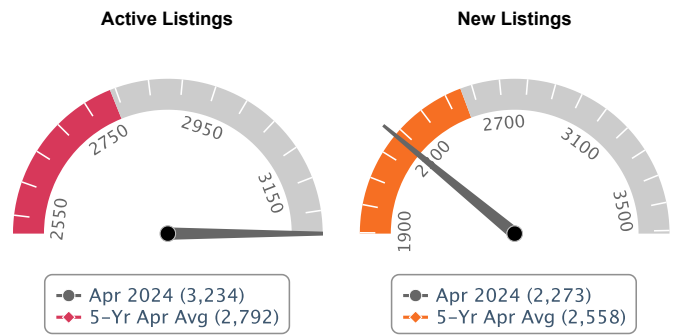 Active Listings
2550
2750
2950
3150
Apr 2024 (3,234)
5-Yr Apr Avg (2,792)
New Listings
1900
2700
3100
3500
Apr 2024 (2,273)
5-Yr Apr Avg (2,558)